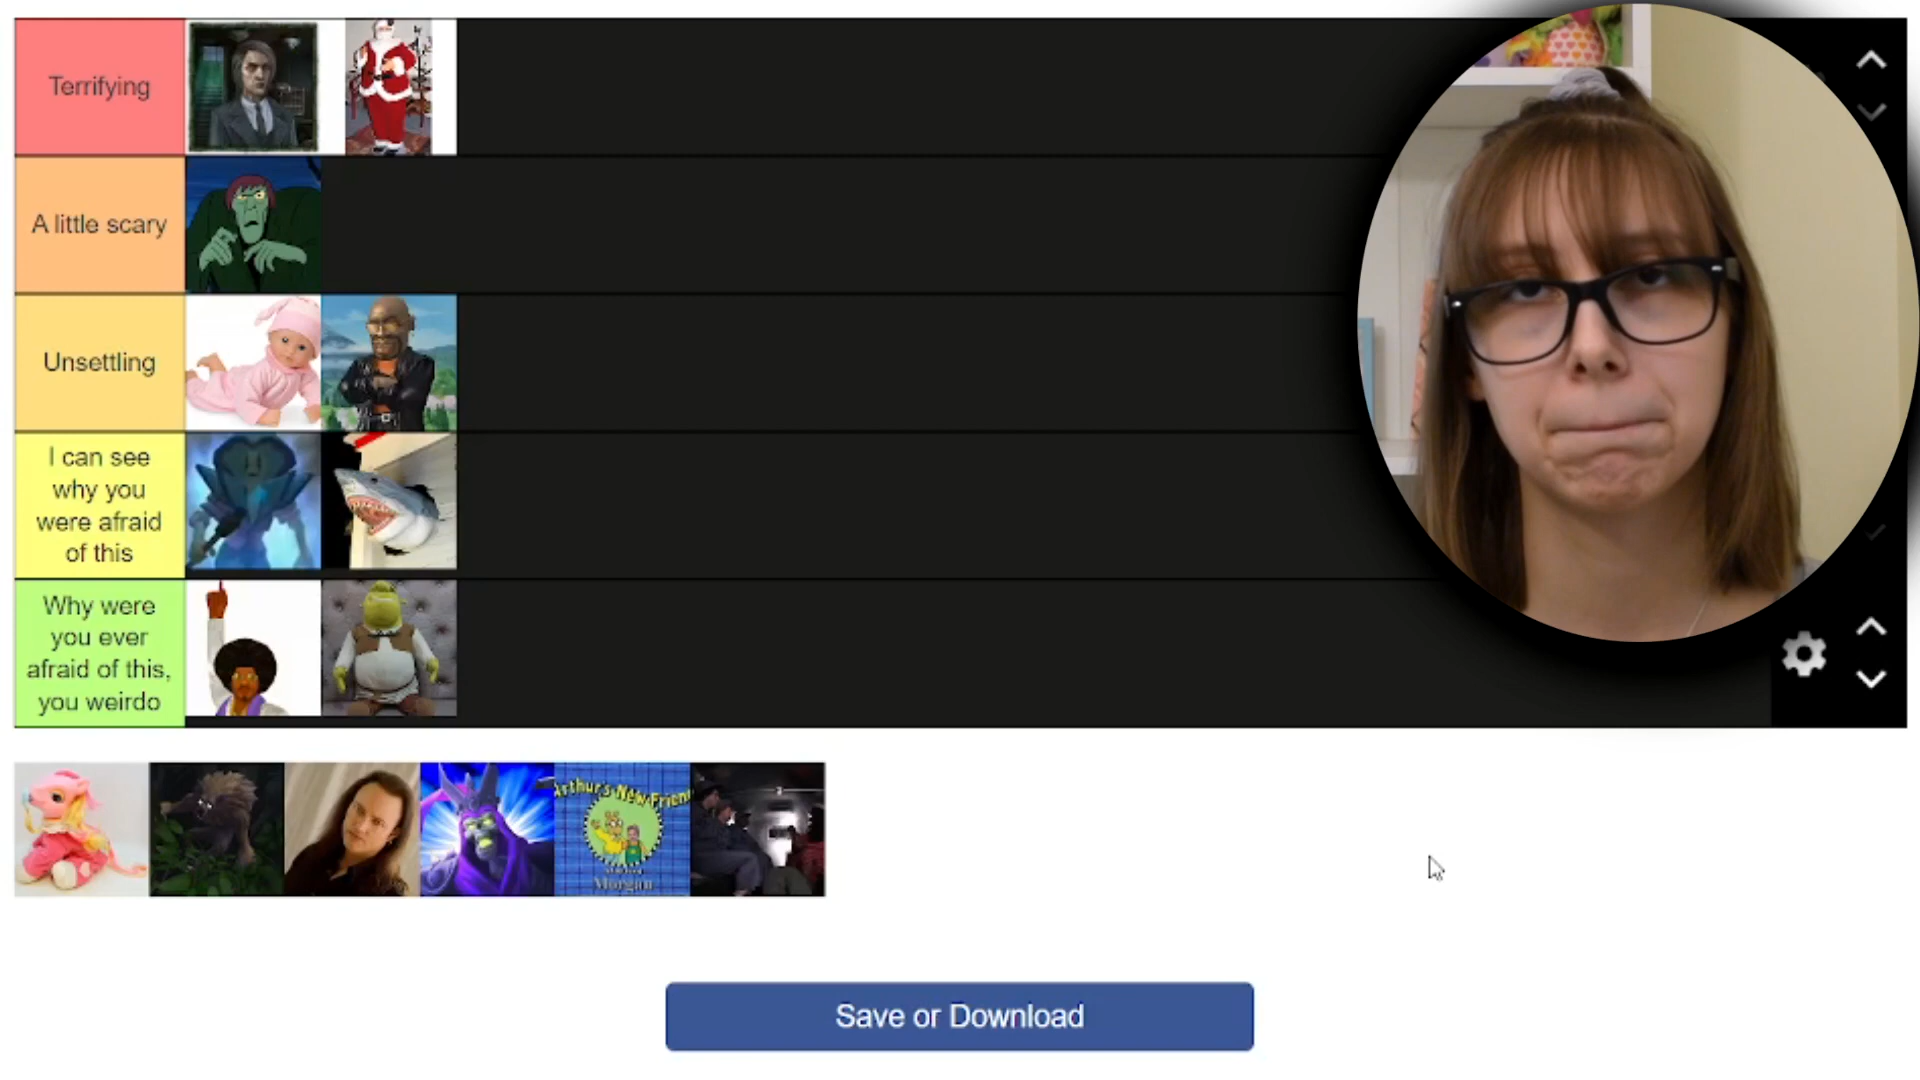 Terrifying
A little scary
Unsettling
I can see
why you
were afraid
of this
Why were
you ever
afraid of this,
you weirdo
Arthur's New Friend
Morgan
Save or Download